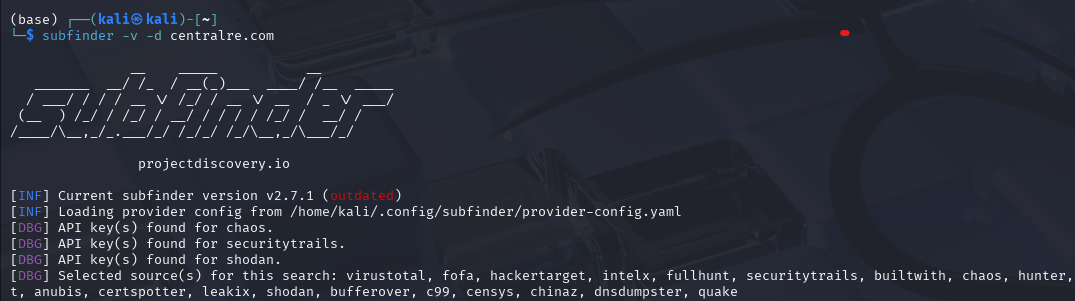 (base) ┌──(kali㉿kali)-[~]
└─$ subfinder -v -d centralre.com
subfinder
projectdiscovery.io
[INF] Current subfinder version v2.7.1 (outdated)
[INF] Loading provider config from /home/kali/.config/subfinder/provider-config.yaml
[DBG] API key(s) found for chaos.
[DBG] API key(s) found for securitytrails.
[DBG] API key(s) found for shodan.
[DBG] Selected source(s) for this search: virustotal, fofa, hackertarget, intelx, fullhunt, securitytrails, builtwith, chaos, hunter,
t, anubis, certspotter, leakix, shodan, bufferover, c99, censys, chinaz, dnsdumpster, quake